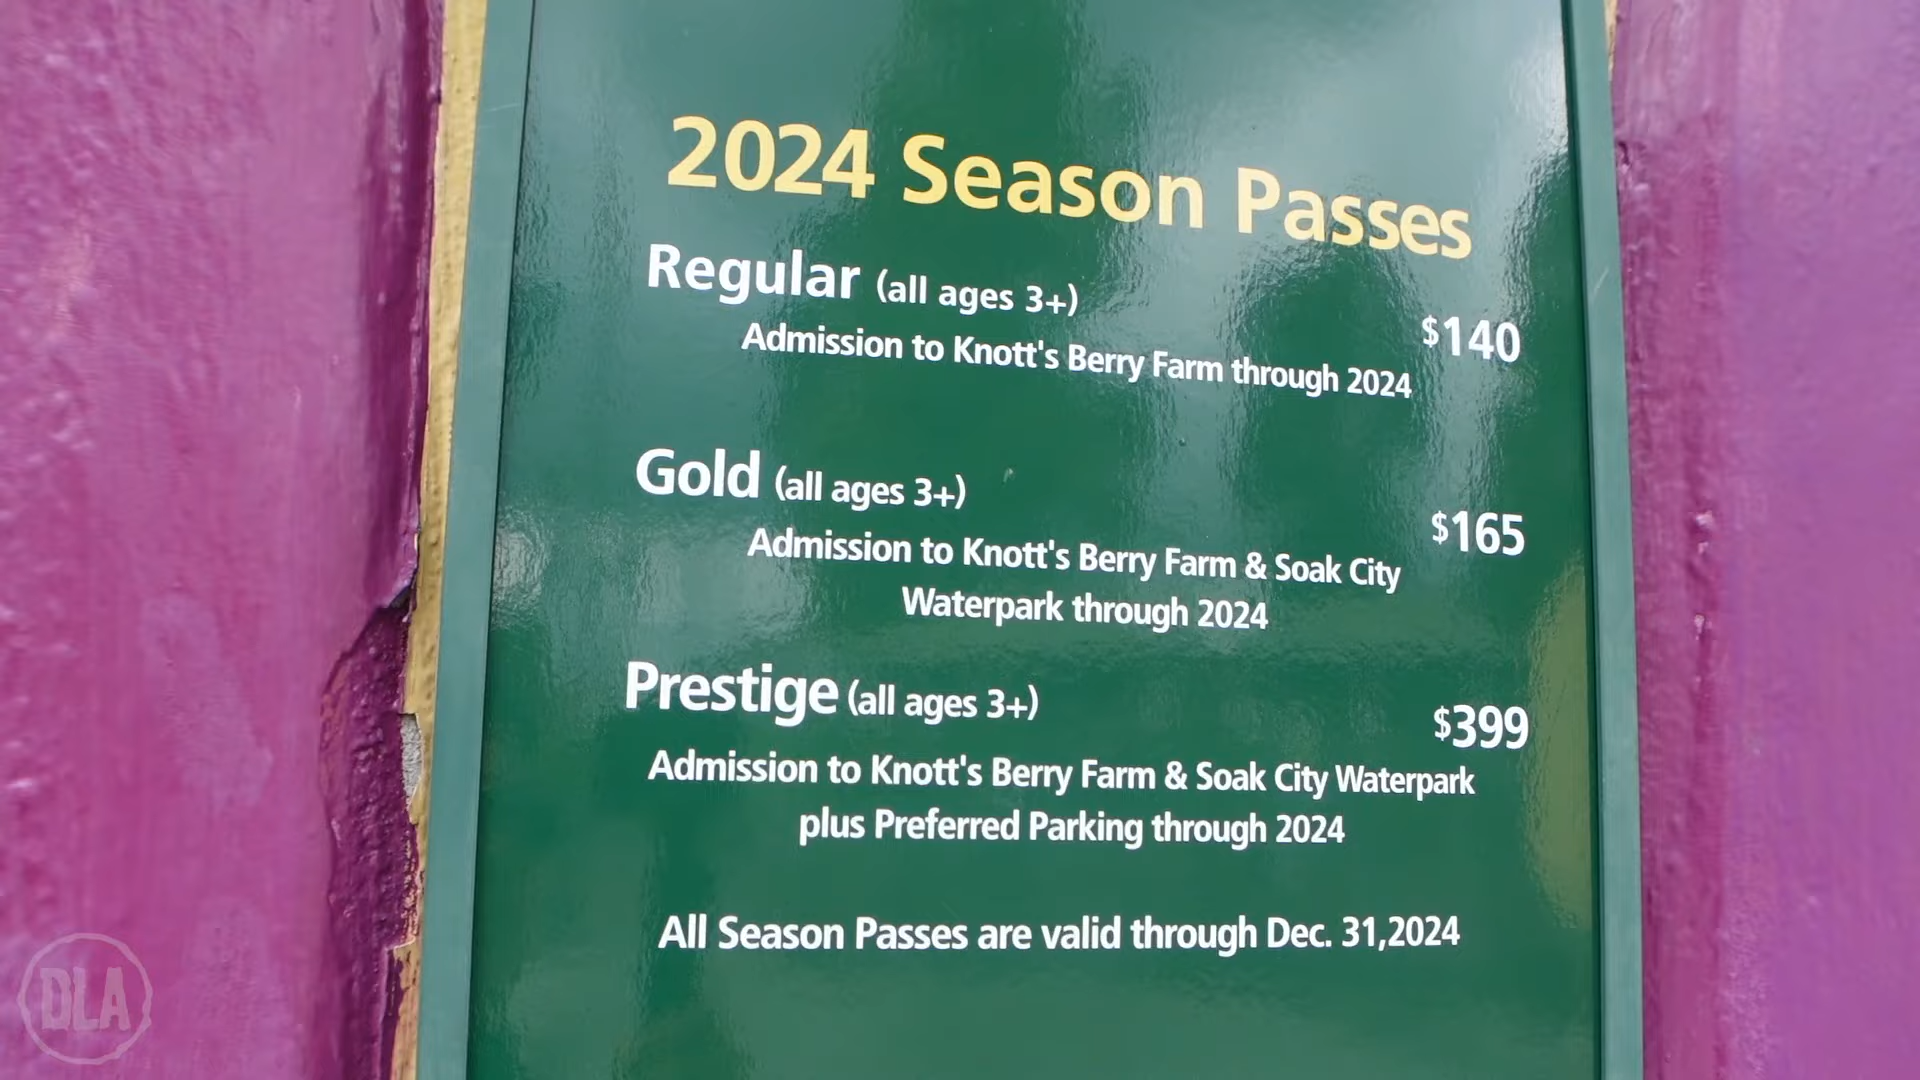 2024 Season Passes
Regular (all ages 3+)
$140
Admission to Knott's Berry Farm through 2024
Gold (all ages 3+)
$165
Admission to Knott's Berry Farm & Soak City
Waterpark through 2024
Prestige (all ages 3+)
$399
Admission to Knott's Berry Farm & Soak City Waterpark
plus Preferred Parking through 2024
All Season Passes are valid through Dec. 31,2024
DLA